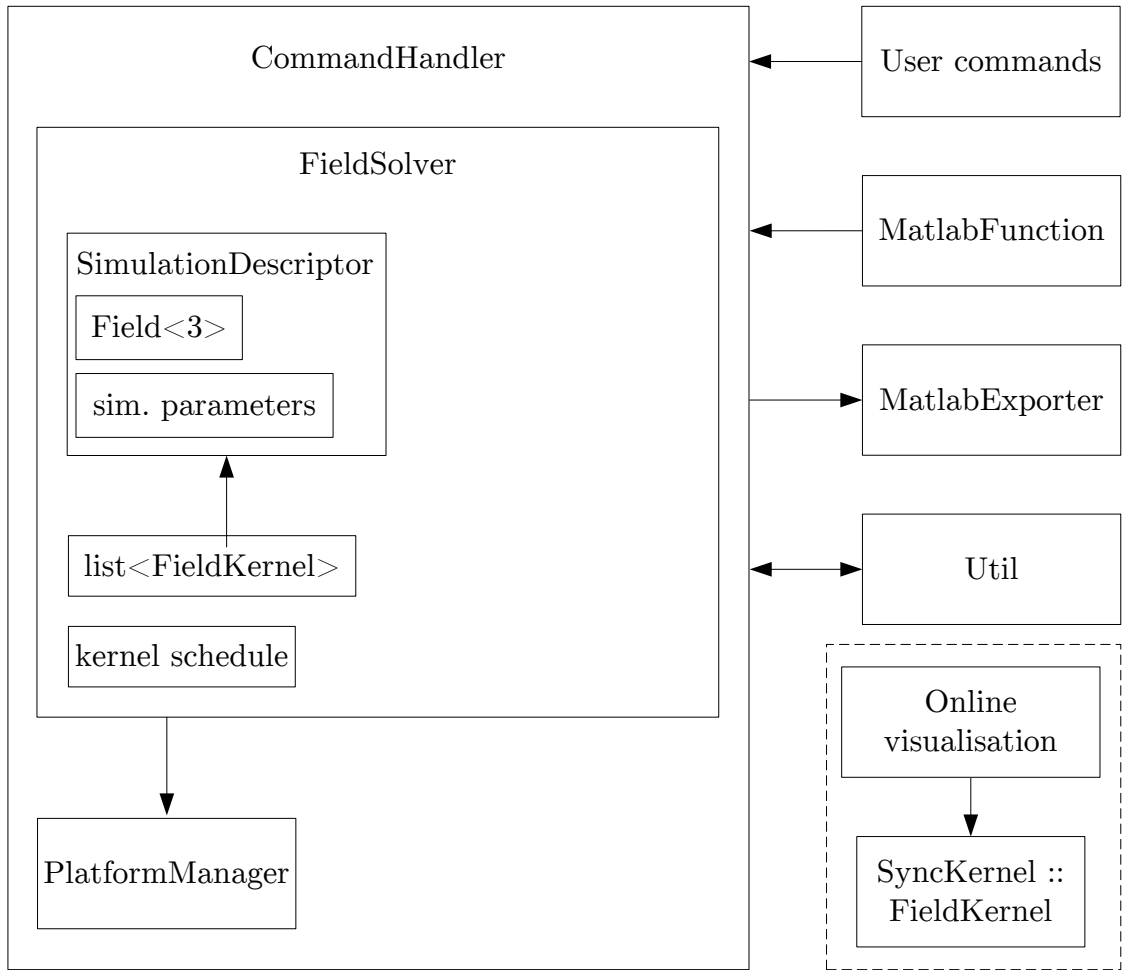 CommandHandler
FieldSolver
SimulationDescriptor
Field<3>
sim. parameters
list<FieldKernel>
kernel schedule
PlatformManager
User commands
MatlabFunction
MatlabExporter
Util
Online
visualisation
SyncKernel ::
FieldKernel